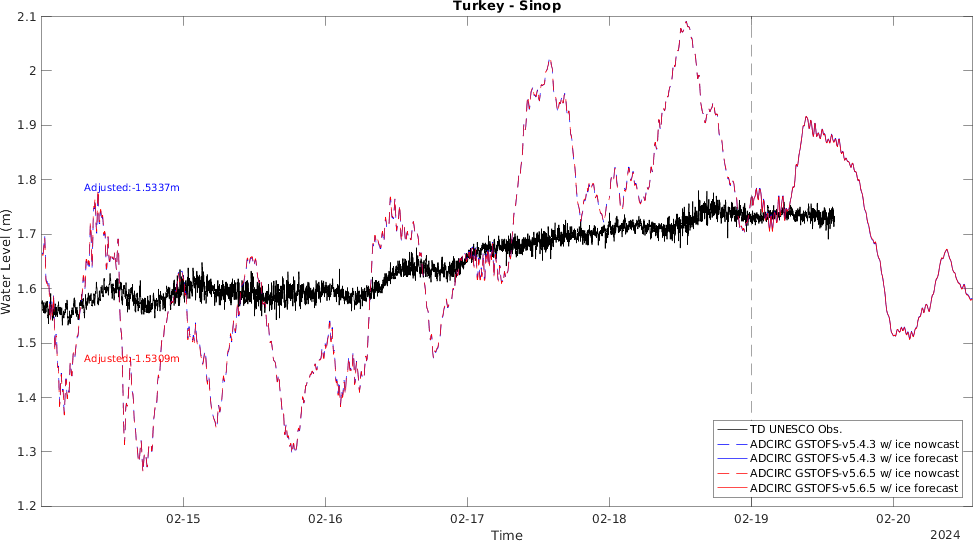 Turkey - Sinop
2.1
2
1.9
1.8
1.7
1.6
1.5
1.4
1.3
1.2
Water Level (m)
Adjusted:-1.5337m
Adjusted:-1.5309m
TD UNESCO Obs.
ADCIRC GSTOFS-v5.4.3 w/ ice nowcast
ADCIRC GSTOFS-v5.4.3 w/ ice forecast
ADCIRC GSTOFS-v5.6.5 w/ ice nowcast
ADCIRC GSTOFS-v5.6.5 w/ ice forecast
02-15 02-16 02-17 02-18 02-19 02-20
Time
2024